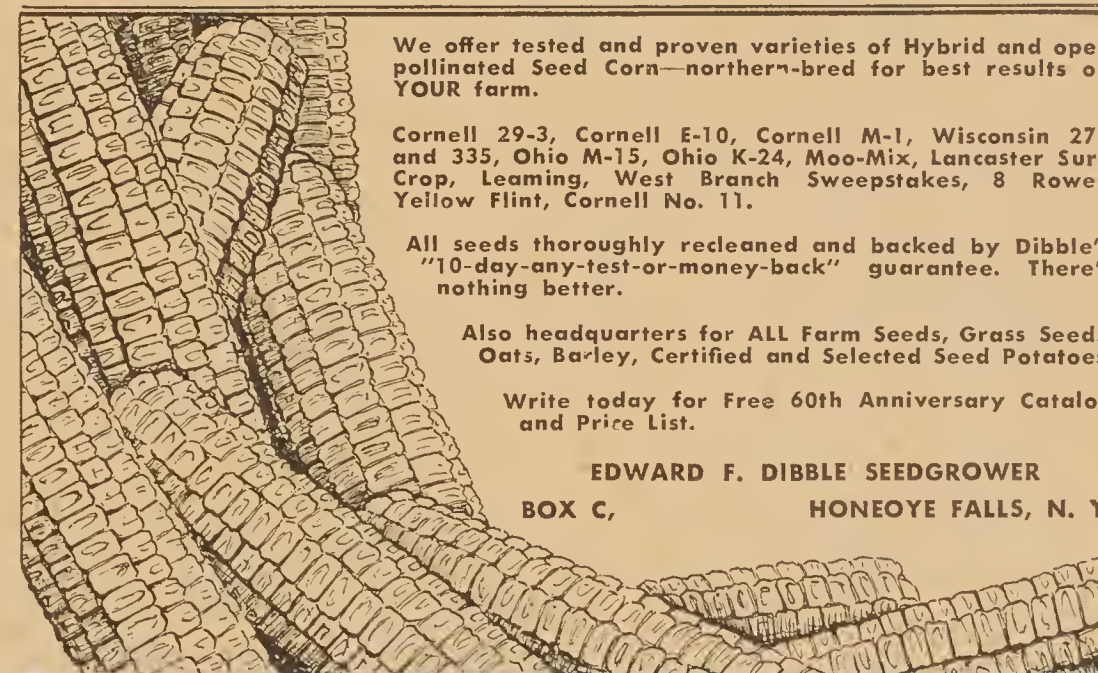 We offer tested and proven varieties of Hybrid and ope
pollinated Seed Corn—northern-bred for best results o
YOUR farm.
Cornell 29-3, Cornell E-10, Cornell M-1, Wisconsin 27
and 335, Ohio M-15, Ohio K-24, Moo-Mix, Lancaster Sur
Crop, Leaming, West Branch Sweepstakes, 8 Rowe
Yellow Flint, Cornell No. 11.
All seeds thoroughly recleaned and backed by Dibble'
"10-day-any-test-or-money-back" guarantee. There'
nothing better.
Also headquarters for ALL Farm Seeds, Grass Seed
Oats, Barley, Certified and Selected Seed Potatoes
Write today for Free 60th Anniversary Catalo
and Price List.
EDWARD F. DIBBLE SEEDGROWER
BOX C, HONEOYE FALLS, N. Y